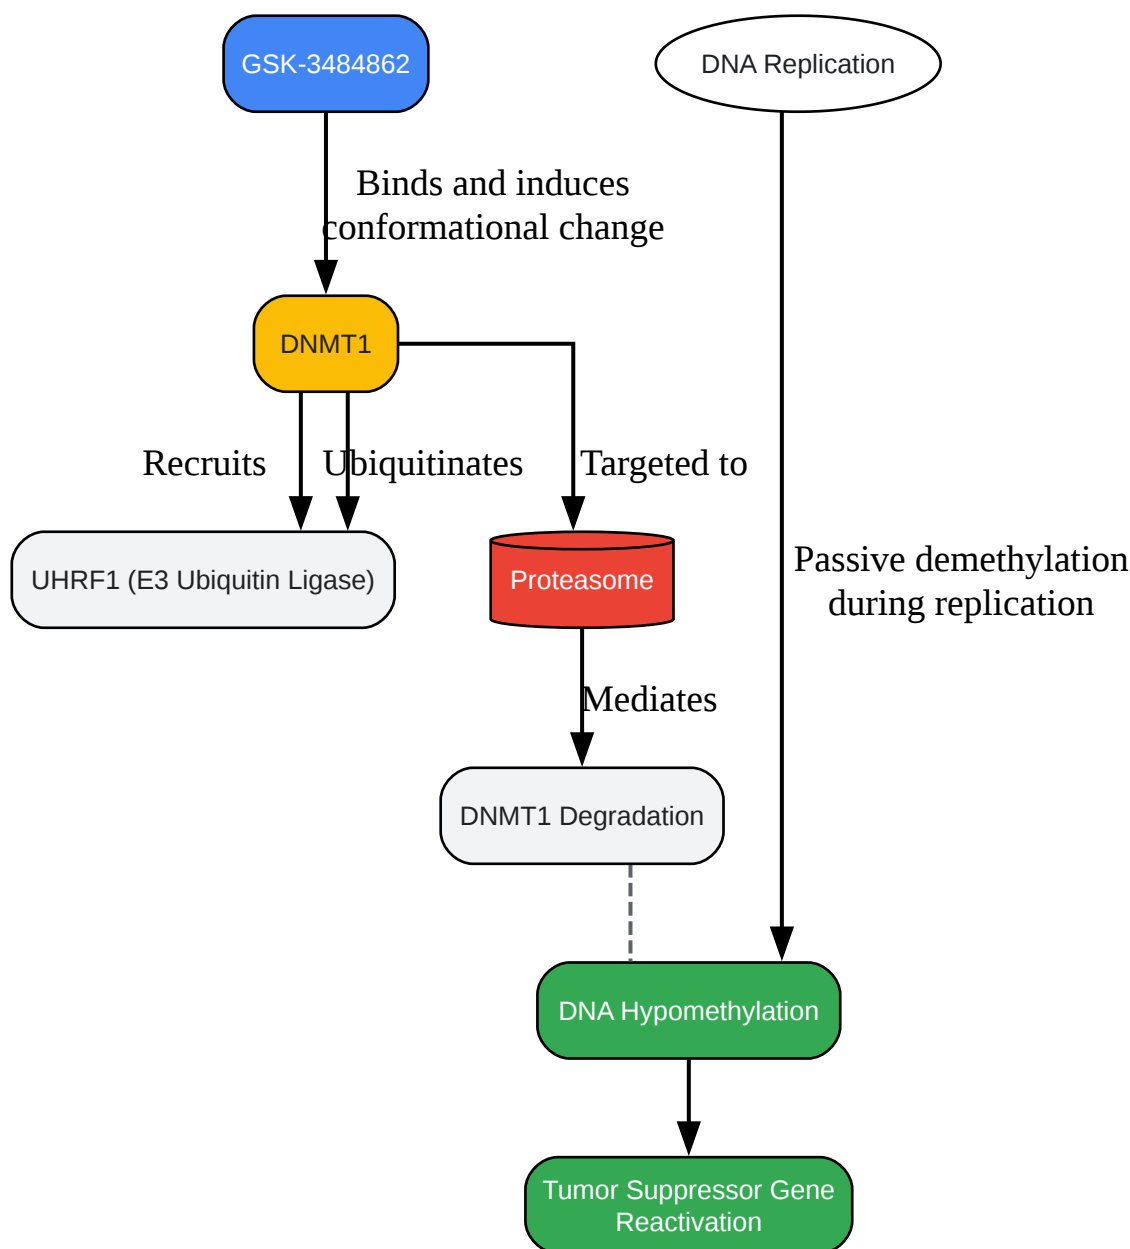 GSK-3484862
DNA Replication
Binds and induces
conformational change
DNMT1
Recruits
Ubiquitinates
Targeted to
UHRF1 (E3 Ubiquitin Ligase)
Proteasome
Passive demethylation
during replication
Mediates
DNMT1 Degradation
DNA Hypomethylation
Tumor Suppressor Gene
Reactivation